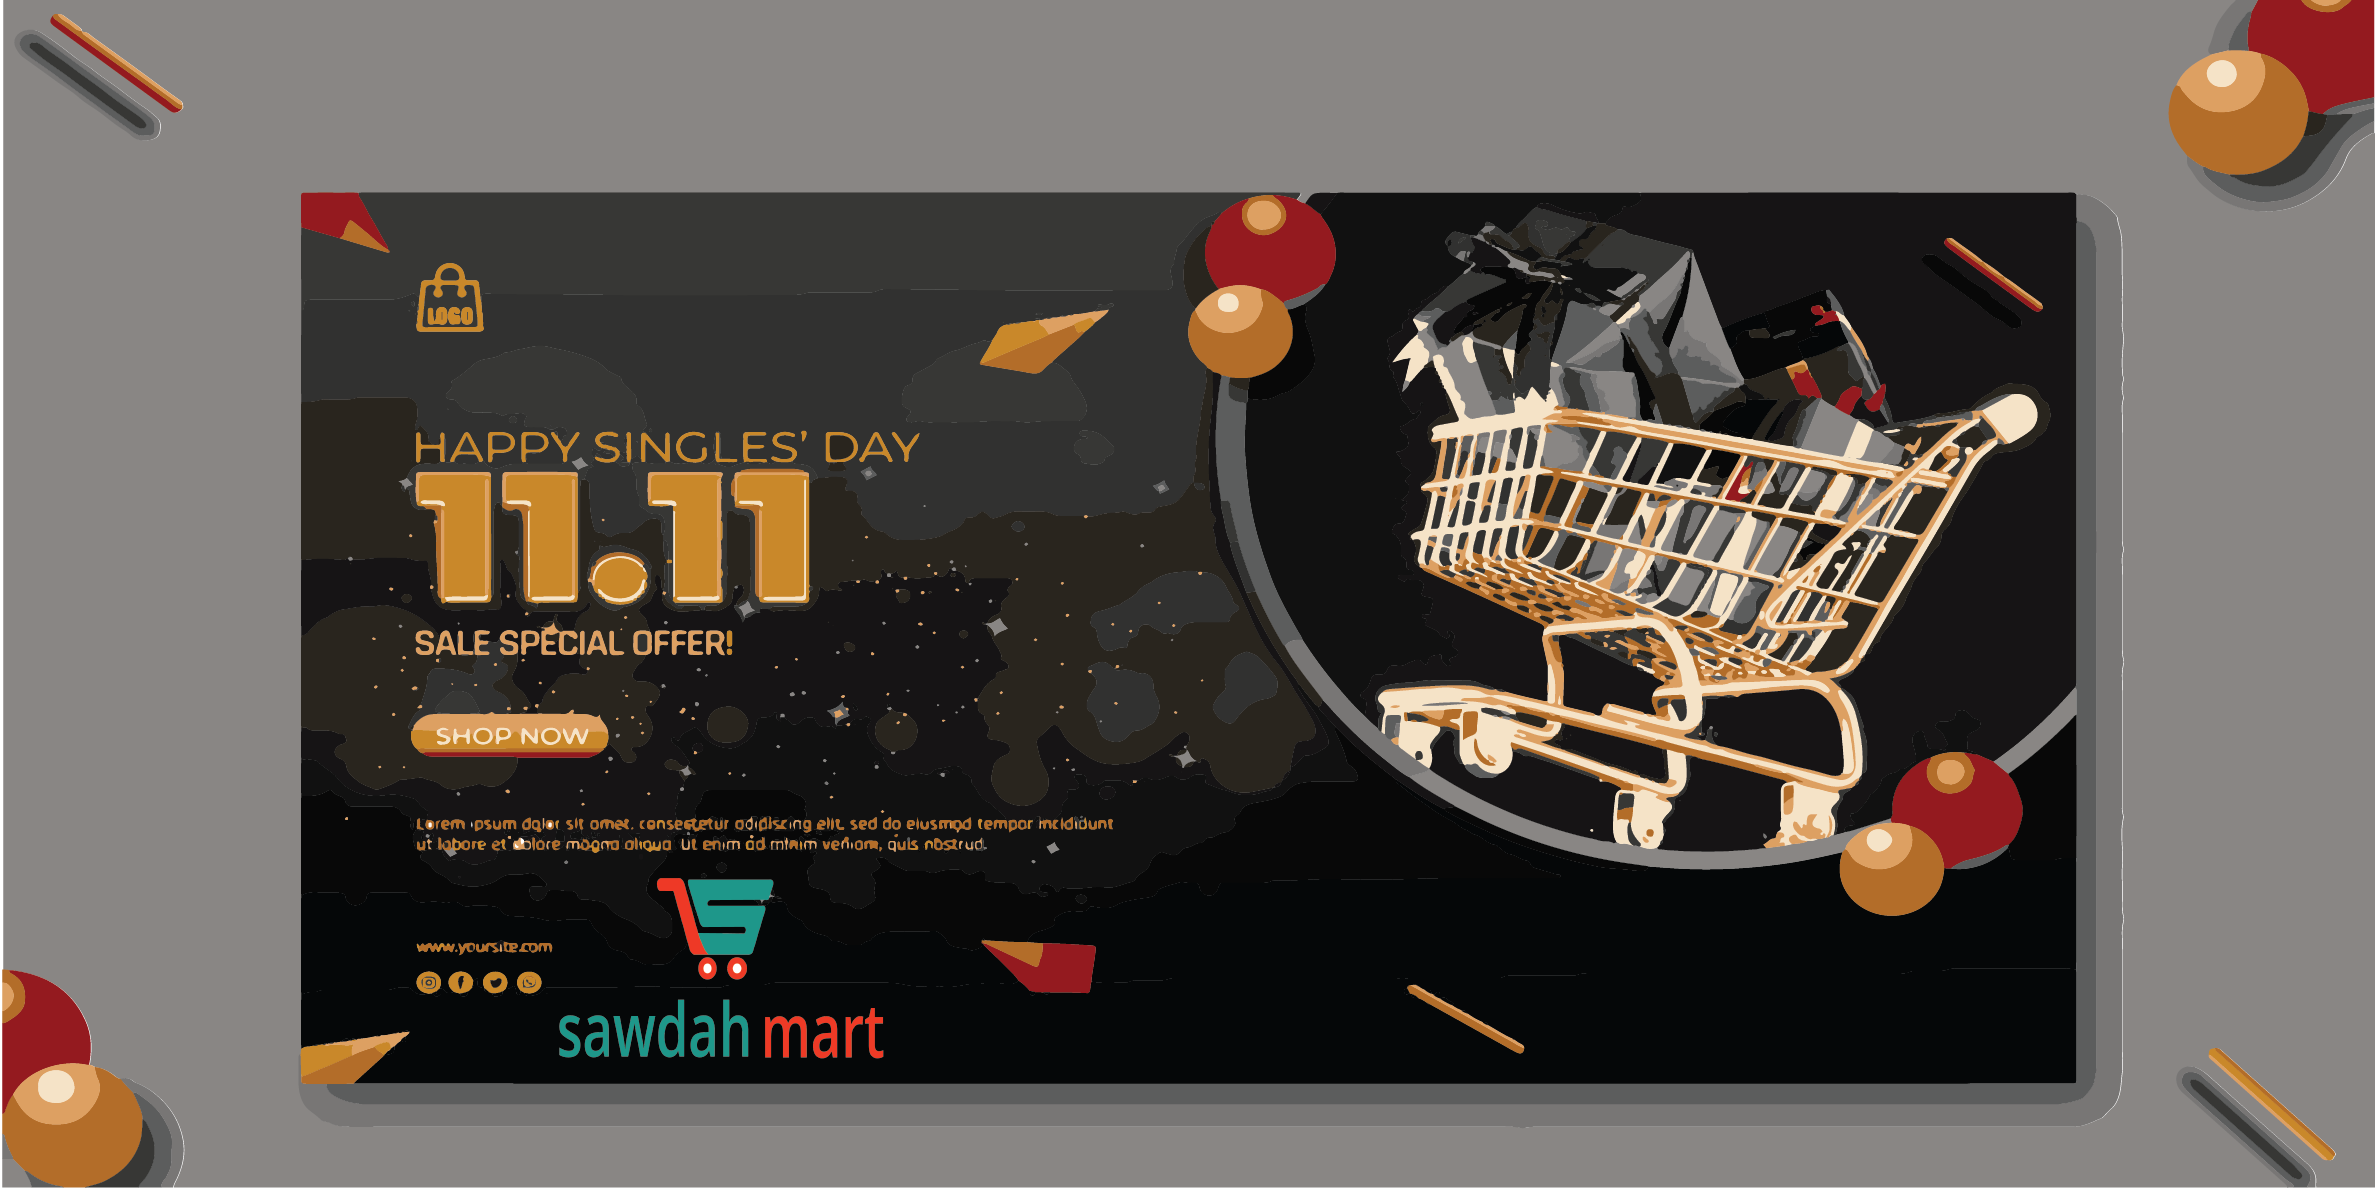 LOGO
HAPPY SINGLES’ DAY
11.11
SALE SPECIAL OFFER!
SHOP NOW
Lorem ipsum dolor sit amet, consectetur adipiscing elit, sed do eiusmod tempor incididunt
ut labore et dolore magna aliqua. Ut enim ad minim veniam, quis nostrud.
www.yoursite.com
sawdah mart